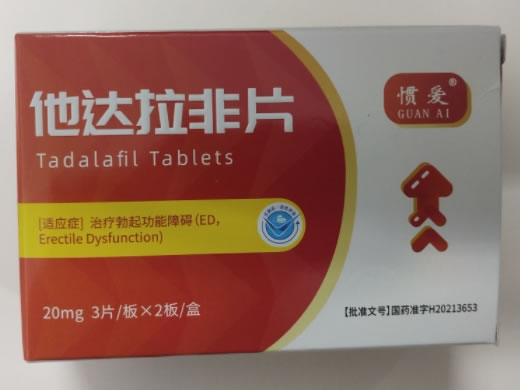 他达拉非片
Tadalafil Tablets
惯爱®
GUAN AI
[适应症] 治疗勃起功能障碍(ED,
Erectile Dysfunction)
20mg 3片/板×2板/盒
【批准文号】国药准字H20213653